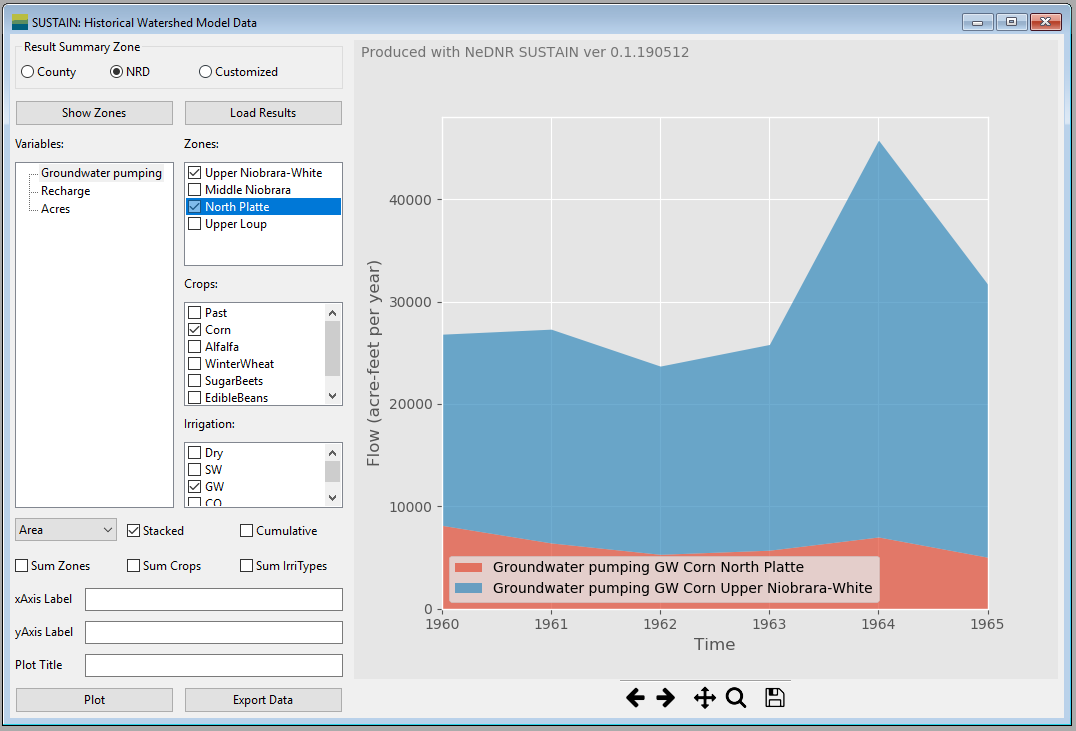 SUSTAIN: Historical Watershed Model Data
Result Summary Zone
County NRD Customized
Show Zones Load Results
Variables:
Groundwater pumping
Recharge
Acres
Zones:
Upper Niobrara-White
Middle Niobrara
North Platte
Upper Loup
Crops:
Past
Corn
Alfalfa
WinterWheat
SugarBeets
EdibleBeans
Irrigation:
Dry
SW
GW
CO
Area Stacked Cumulative
Sum Zones Sum Crops Sum IrriTypes
xAxis Label
yAxis Label
Plot Title
Plot Export Data
Produced with NeDNR SUSTAIN ver 0.1.190512
Flow (acre-feet per year)
40000
30000
20000
10000
0
Groundwater pumping GW Corn North Platte
Groundwater pumping GW Corn Upper Niobrara-White
1960 1961 1962 1963 1964 1965
Time